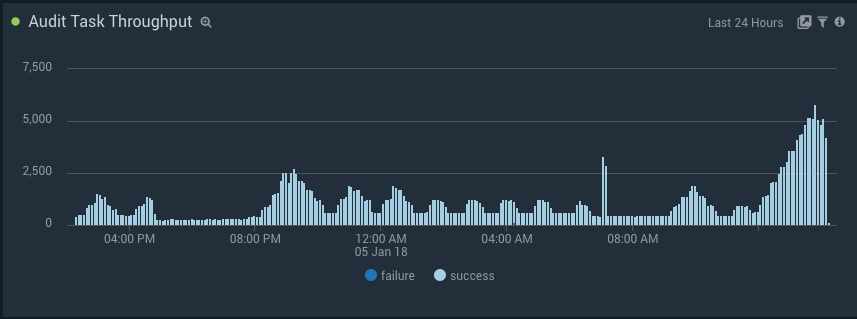 Audit Task Throughput
Last 24 Hours
7,500
5,000
2,500
0
04:00 PM
08:00 PM
12:00 AM
04:00 AM
08:00 AM
05 Jan 18
failure
success